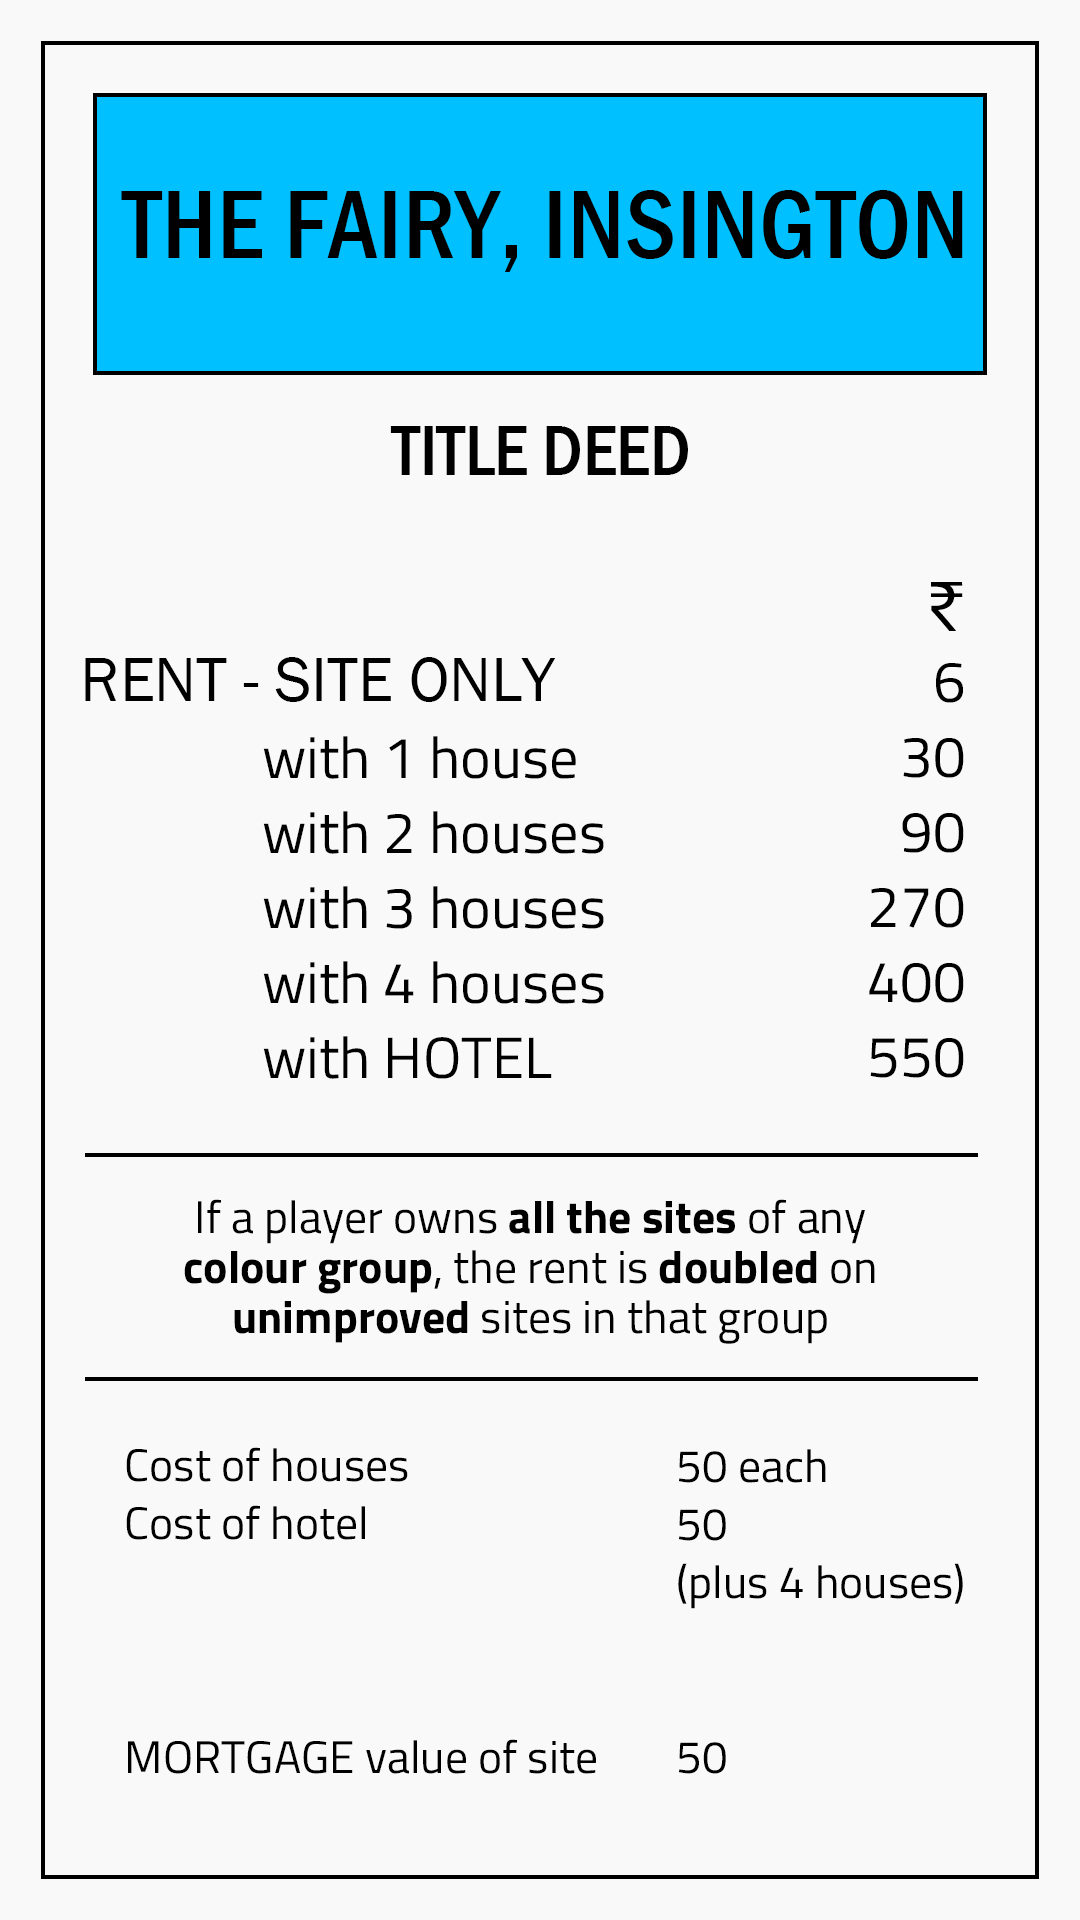 THE FAIRY, INSINGTON
TITLE DEED
₹
RENT - SITE ONLY 6
with 1 house 30
with 2 houses 90
with 3 houses 270
with 4 houses 400
with HOTEL 550
If a player owns all the sites of any
colour group, the rent is doubled on
unimproved sites in that group
Cost of houses 50 each
Cost of hotel 50
(plus 4 houses)
MORTGAGE value of site 50